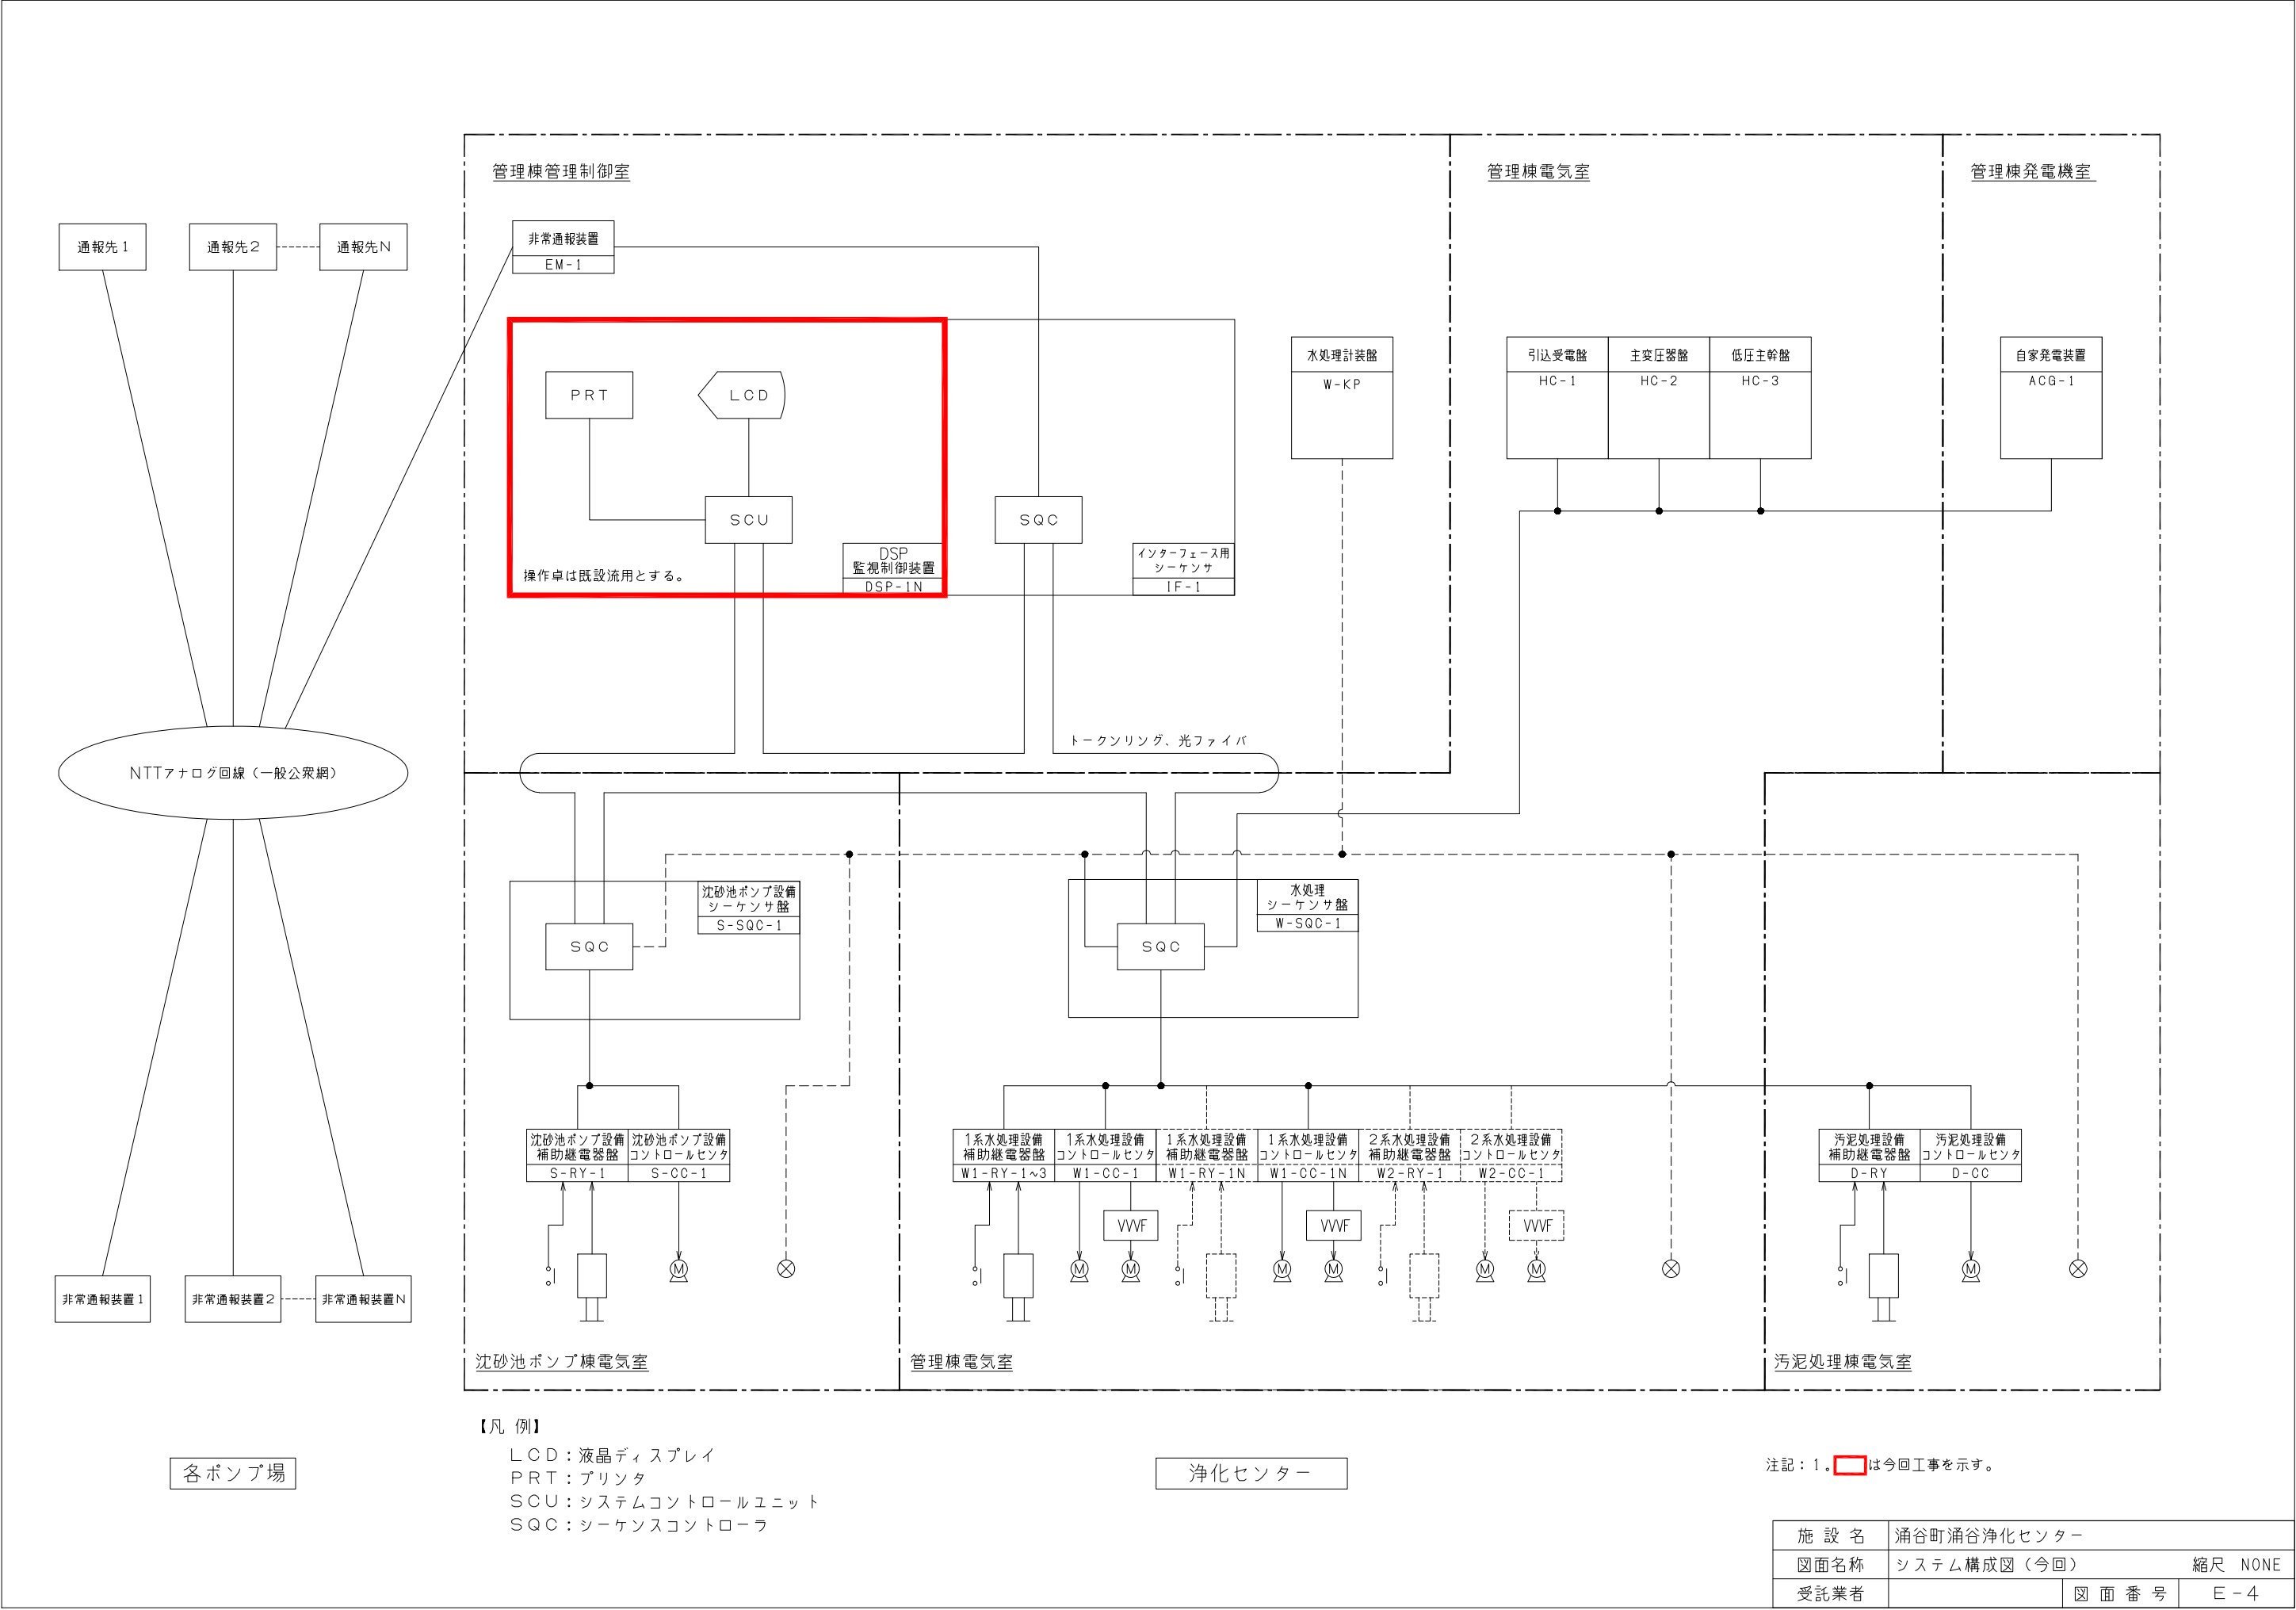 管理棟管理制御室
管理棟電気室
管理棟発電機室
通報先1
通報先2
通報先N
非常通報装置
EM-1
PRT
LCD
SCU
操作卓は既設流用とする。
DSP
監視制御装置
DSP-1N
SQC
インターフェース用
シーケンサ
IF-1
水処理計装盤
W-KP
引込受電盤
HC-1
主変圧器盤
HC-2
低圧主幹盤
HC-3
自家発電装置
ACG-1
トークンリング、光ファイバ
NTTアナログ回線(一般公衆網)
沈砂池ポンプ設備
シーケンサ盤
S-SQC-1
SQC
水処理
シーケンサ盤
W-SQC-1
SQC
沈砂池ポンプ設備
補助継電器盤
S-RY-1
沈砂池ポンプ設備
コントロールセンタ
S-CC-1
1系水処理設備
補助継電器盤
W1-RY-1~3
1系水処理設備
コントロールセンタ
W1-CC-1
1系水処理設備
補助継電器盤
W1-RY-1N
1系水処理設備
コントロールセンタ
W1-CC-1N
2系水処理設備
補助継電器盤
W2-RY-1
2系水処理設備
コントロールセンタ
W2-CC-1
汚泥処理設備
補助継電器盤
D-RY
汚泥処理設備
コントロールセンタ
D-CC
VVVF
VVVF
VVVF
M
M
M
M
M
M
M
M
非常通報装置1
非常通報装置2
非常通報装置N
沈砂池ポンプ棟電気室
管理棟電気室
汚泥処理棟電気室
【凡 例】
LCD:液晶ディスプレイ
PRT:プリンタ
SCU:システムコントロールユニット
SQC:シーケンスコントローラ
各ポンプ場
浄化センター
注記:1。は今回工事を示す。
施 設 名 涌谷町涌谷浄化センター
図面名称 システム構成図(今回) 縮尺 NONE
受託業者 図 面 番 号 E-4